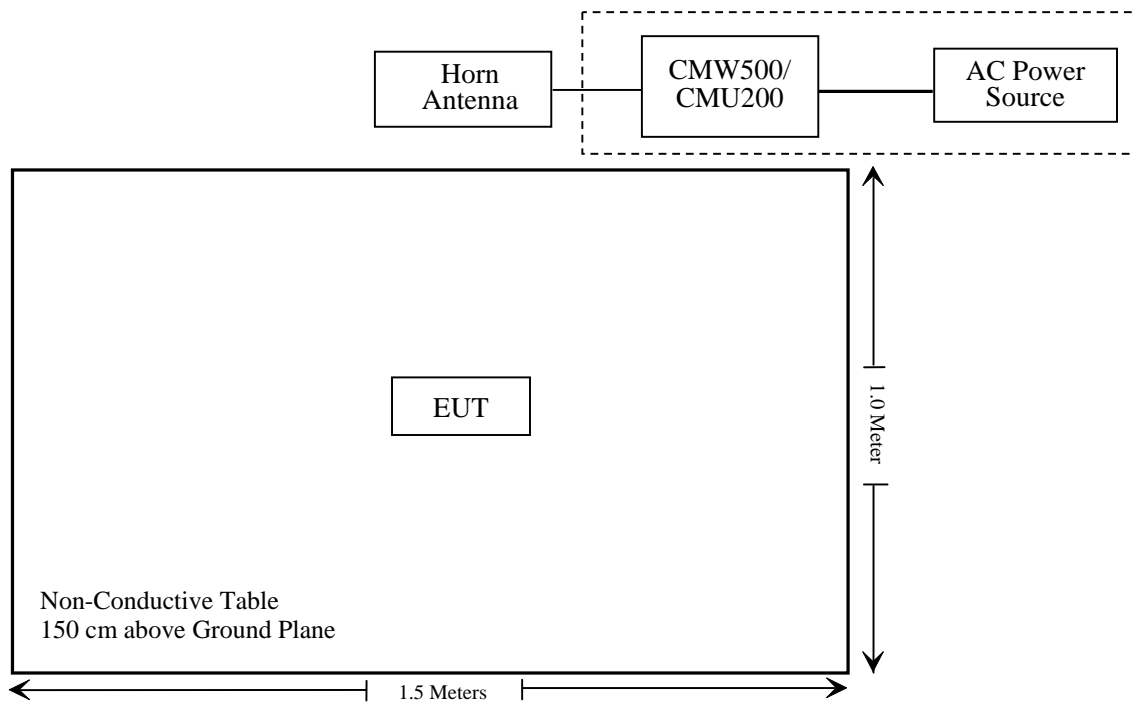 Horn
Antenna
CMW500/
CMU200
AC Power
Source
EUT
1.0 Meter
Non-Conductive Table
150 cm above Ground Plane
1.5 Meters